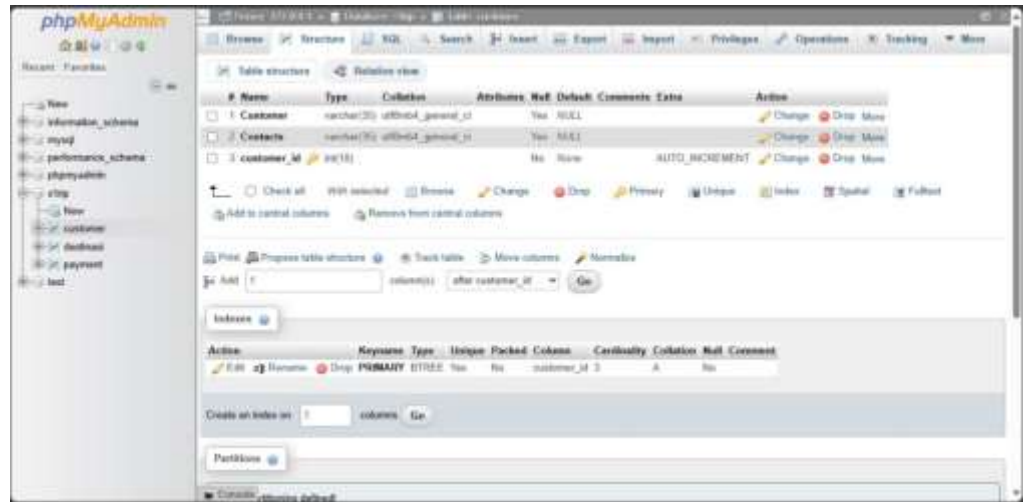 phpMyAdmin
Recent Favorites
New
information_schema
mysql
performance_schema
phpmyadmin
New
customer
destinasi
payment
test
Browse Structure SQL Search Insert Export Import Privileges Operations Tracking More
Table structure Relation view
# Name Type Collation Attributes Null Default Comments Extra Action
1 Customer utf8mb4_general_ci Yes NULL Change Drop More
2 Contacts utf8mb4_general_ci Yes NULL Change Drop More
3 customer_id No None AUTO_INCREMENT Change Drop More
Check all With selected: Browse Change Drop Primary Unique Index Spatial Fulltext
Add to central columns Remove from central columns
Print Propose table structure Track table Move columns Normalize
Add 1 column(s) after customer_id Go
Indexes
Action Keyname Type Unique Packed Column Cardinality Collation Null Comment
Edit Rename Drop PRIMARY BTREE Yes No customer_id 3 A No
Create an index on 1 columns Go
Partitions
Console